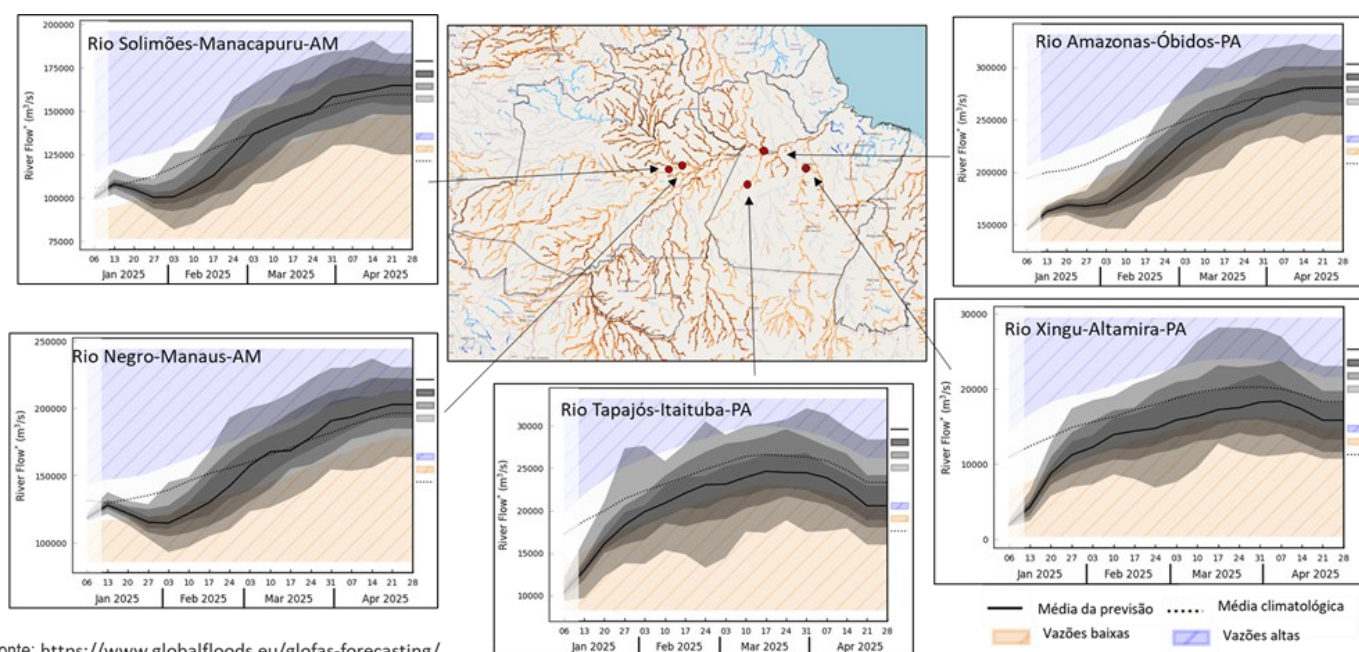 Rio Solimões-Manacapuru-AM
River Flow* (m³/s)
200000
175000
150000
125000
100000
75000
06 13 20 27 03 10 17 24 03 10 17 24 31 07 14 21 28
Jan 2025 Feb 2025 Mar 2025 Apr 2025
Rio Amazonas-Óbidos-PA
River Flow* (m³/s)
300000
250000
200000
150000
06 13 20 27 03 10 17 24 03 10 17 24 31 07 14 21 28
Jan 2025 Feb 2025 Mar 2025 Apr 2025
Rio Negro-Manaus-AM
River Flow* (m³/s)
250000
200000
150000
100000
06 13 20 27 03 10 17 24 03 10 17 24 31 07 14 21 28
Jan 2025 Feb 2025 Mar 2025 Apr 2025
Rio Tapajós-Itaituba-PA
River Flow* (m³/s)
30000
25000
20000
15000
10000
06 13 20 27 03 10 17 24 03 10 17 24 31 07 14 21 28
Jan 2025 Feb 2025 Mar 2025 Apr 2025
Rio Xingu-Altamira-PA
River Flow* (m³/s)
30000
20000
10000
0
06 13 20 27 03 10 17 24 03 10 17 24 31 07 14 21 28
Jan 2025 Feb 2025 Mar 2025 Apr 2025
Média da previsão Média climatológica
Vazões baixas Vazões altas
onte: https://www.globalfloods.eu/glofas-forecasting/